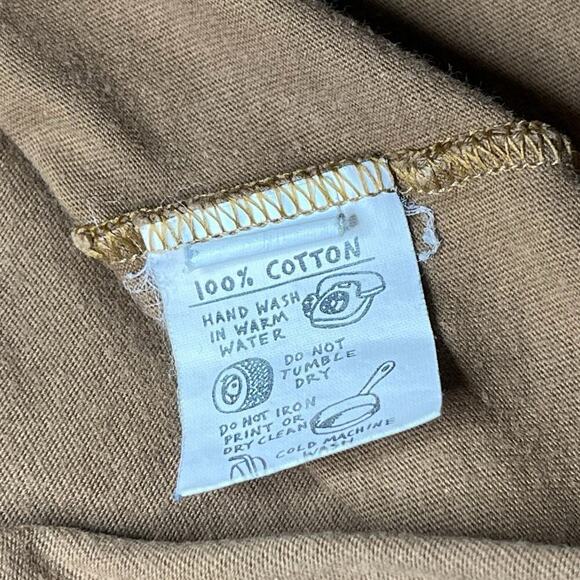 100% COTTON
HAND WASH
IN WARM
WATER
DO NOT
TUMBLE
DRY
DO NOT IRON
PRINT OR
DRY CLEAN
COLD MACHINE
WASH